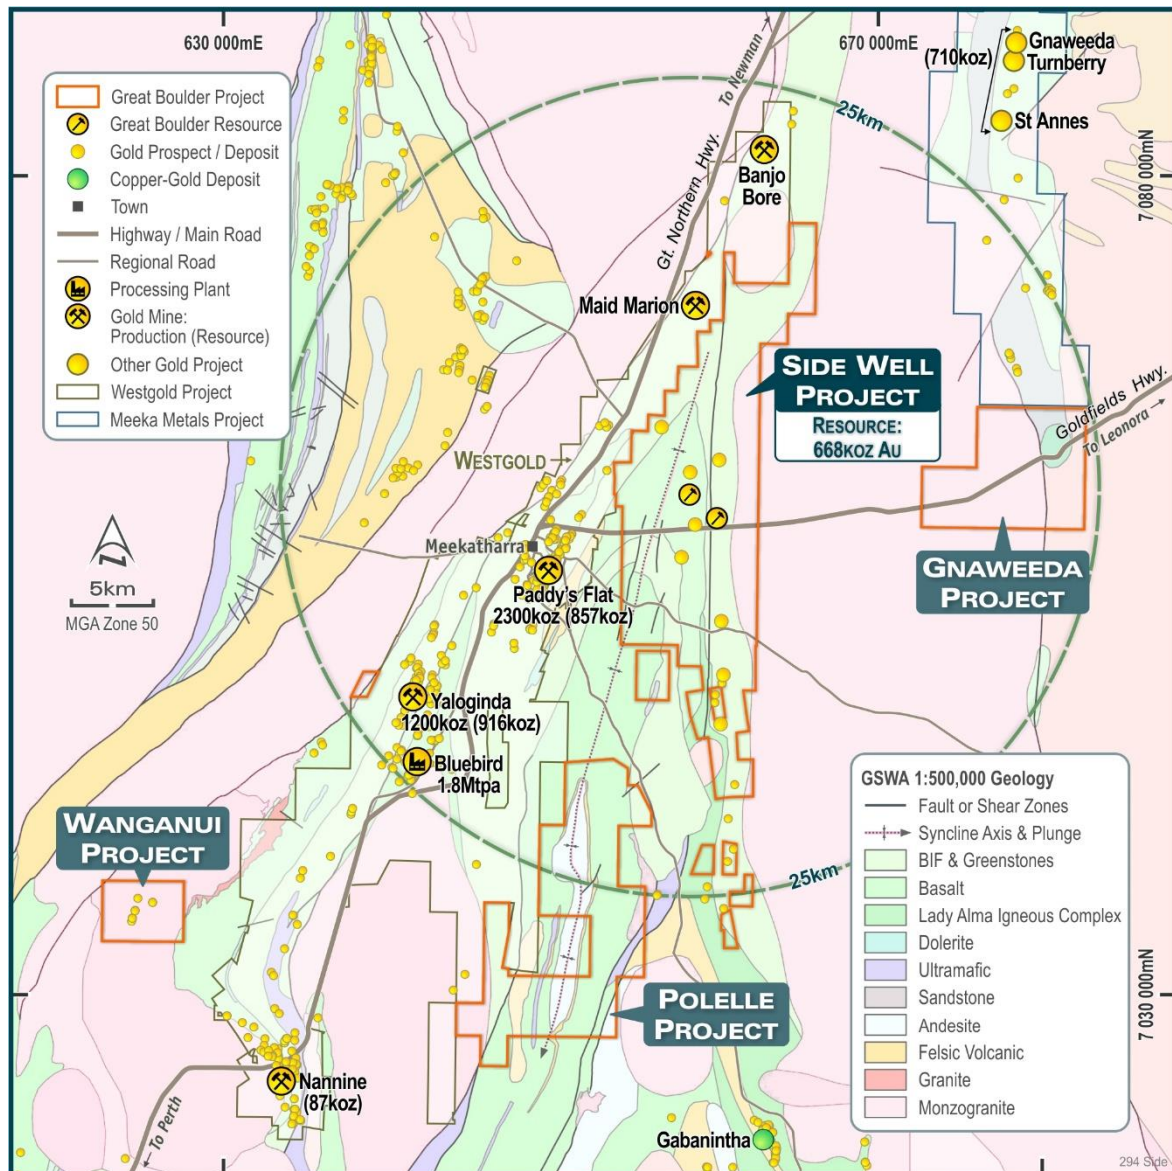 630 000mE
670 000mE
To Newman
(710koz)
Gnaweeda
Turnberry
St Annes
25km
7 080 000mN
Great Boulder Project
Great Boulder Resource
Gold Prospect / Deposit
Copper-Gold Deposit
Town
Highway / Main Road
Regional Road
Processing Plant
Gold Mine:
Production (Resource)
Other Gold Project
Westgold Project
Meeka Metals Project
Banjo
Bore
Gt. Northern Hwy.
Maid Marion
SIDE WELL
PROJECT
RESOURCE:
668KOZ AU
Goldfields Hwy.
To Leonora
WESTGOLD
N
5km
MGA Zone 50
Meekatharra
Paddy's Flat
2300koz (857koz)
GNAWEEDA
PROJECT
Yaloginda
1200koz (916koz)
Bluebird
1.8Mtpa
WANGANUI
PROJECT
25km
POLELLE
PROJECT
7 030 000mN
Nannine
(87koz)
To Perth
Gabanintha
GSWA 1:500,000 Geology
Fault or Shear Zones
Syncline Axis & Plunge
BIF & Greenstones
Basalt
Lady Alma Igneous Complex
Dolerite
Ultramafic
Sandstone
Andesite
Felsic Volcanic
Granite
Monzogranite
294 Side